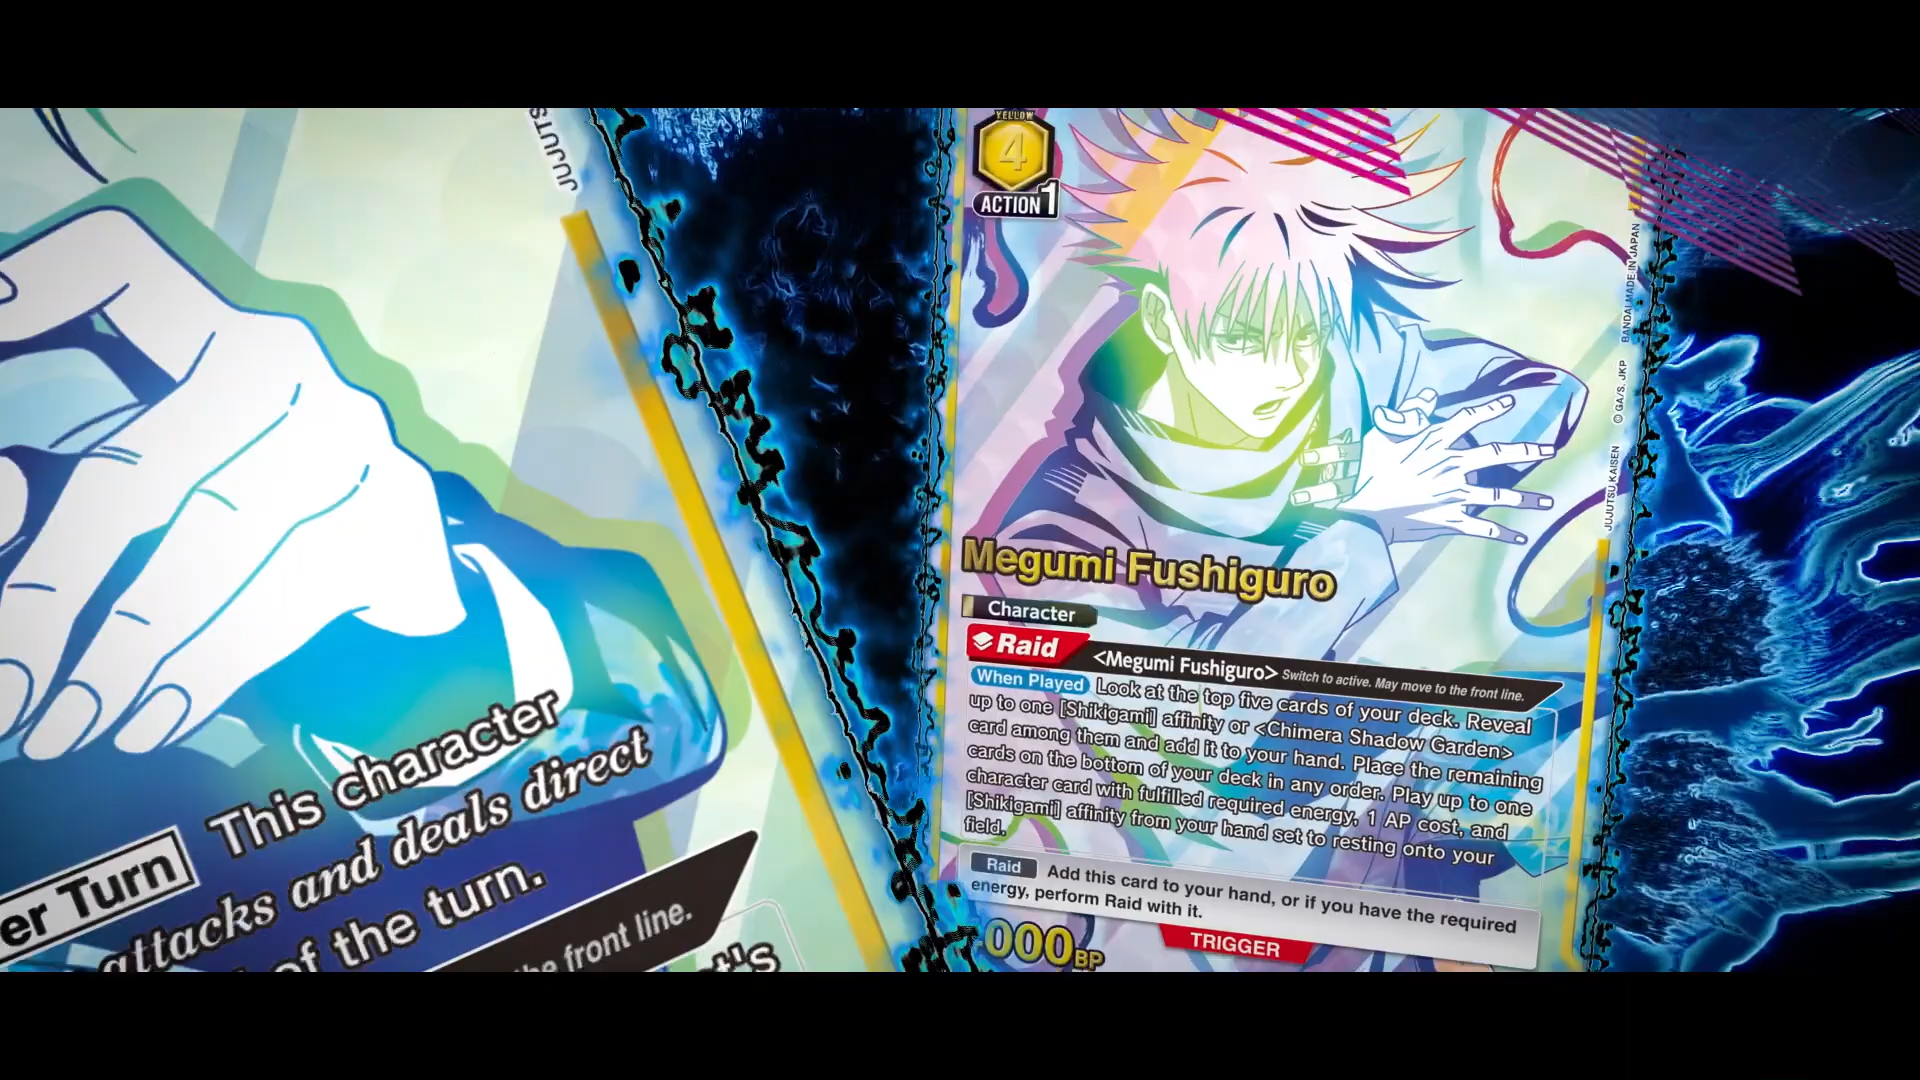 JUJUTS
er Turn This character
attacks and deals direct
of the turn.
he front line.
t's
YELLOW
4
ACTION 1
BANDAI MADE IN JAPAN
© GA/S, JKP
JUJUTSU KAISEN
Megumi Fushiguro
Character
Raid <Megumi Fushiguro> Switch to active. May move to the front line.
When Played Look at the top five cards of your deck. Reveal
up to one [Shikigami] affinity or <Chimera Shadow Garden>
card among them and add it to your hand. Place the remaining
cards on the bottom of your deck in any order. Play up to one
character card with fulfilled required energy, 1 AP cost, and
[Shikigami] affinity from your hand set to resting onto your
field.
Raid Add this card to your hand, or if you have the required
energy, perform Raid with it.
000 BP
TRIGGER